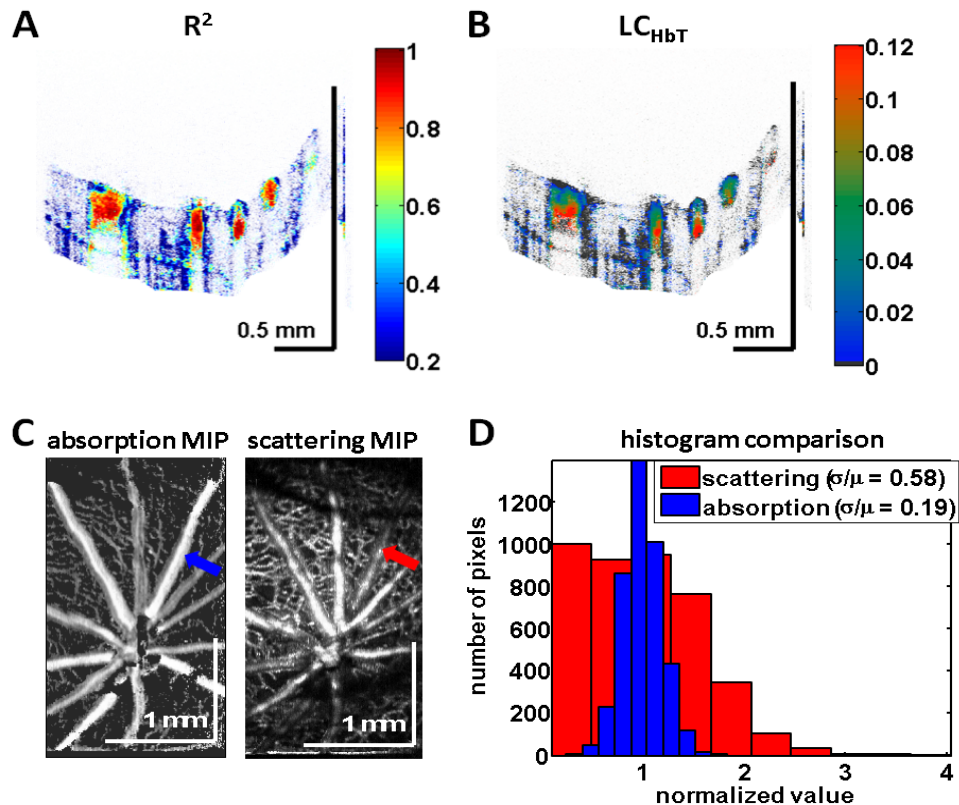 A
R²
1
0.8
0.6
0.4
0.2
0.5 mm
B
LC_HbT
0.12
0.1
0.08
0.06
0.04
0.02
0
0.5 mm
C
absorption MIP
scattering MIP
1 mm
1 mm
D
histogram comparison
scattering (σ/μ = 0.58)
absorption (σ/μ = 0.19)
number of pixels
1200
1000
800
600
400
200
0
1
2
3
4
normalized value